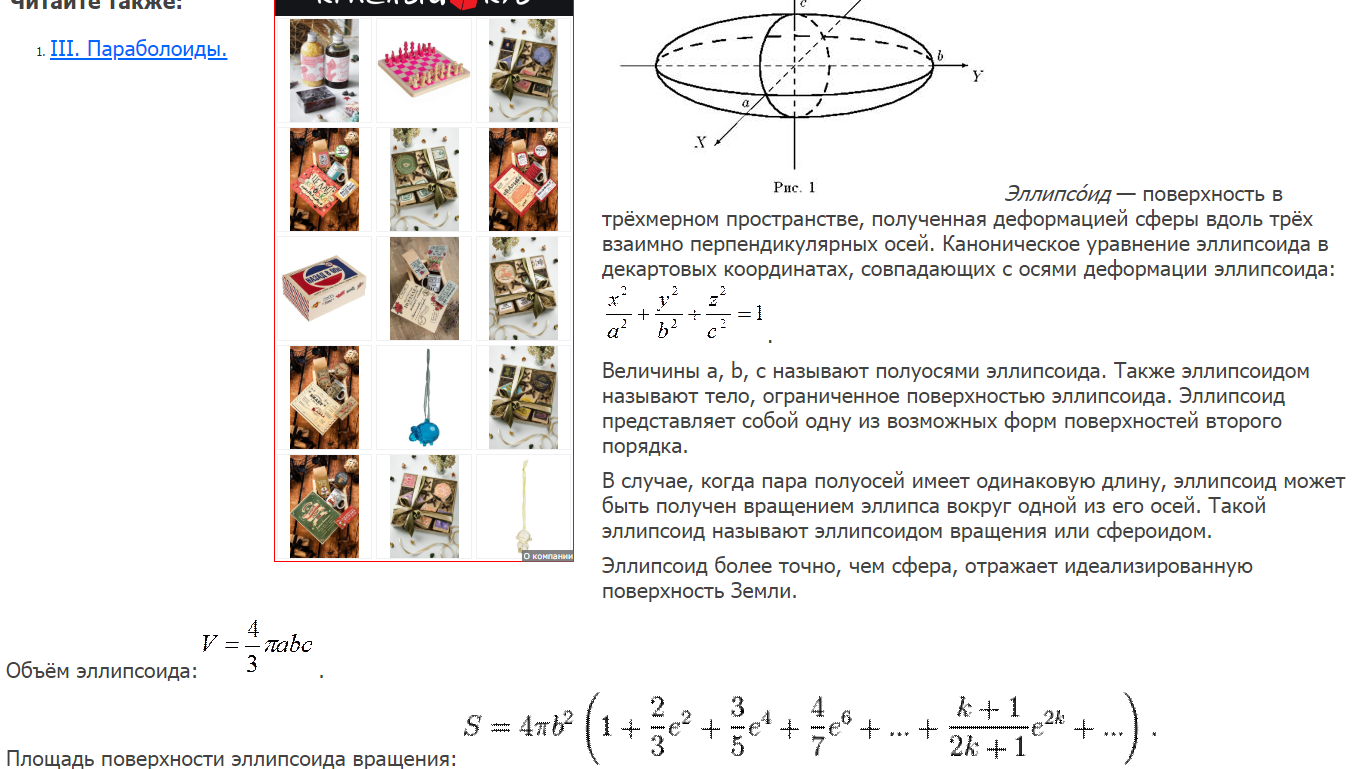 Читайте также:
1. III. Параболоиды.
О компании
c
b
Y
a
X
Рис. 1
Эллипсо́ид — поверхность в
трёхмерном пространстве, полученная деформацией сферы вдоль трёх
взаимно перпендикулярных осей. Каноническое уравнение эллипсоида в
декартовых координатах, совпадающих с осями деформации эллипсоида:
x²/a² + y²/b² ÷ z²/c² = 1 .
Величины a, b, c называют полуосями эллипсоида. Также эллипсоидом
называют тело, ограниченное поверхностью эллипсоида. Эллипсоид
представляет собой одну из возможных форм поверхностей второго
порядка.
В случае, когда пара полуосей имеет одинаковую длину, эллипсоид может
быть получен вращением эллипса вокруг одной из его осей. Такой
эллипсоид называют эллипсоидом вращения или сфероидом.
Эллипсоид более точно, чем сфера, отражает идеализированную
поверхность Земли.
Объём эллипсоида: V = 4/3 πabc .
Площадь поверхности эллипсоида вращения: S = 4πb² (1 + 2/3 e² + 3/5 e⁴ + 4/7 e⁶ + ... + (k+1)/(2k+1) e²ᵏ + ...) .